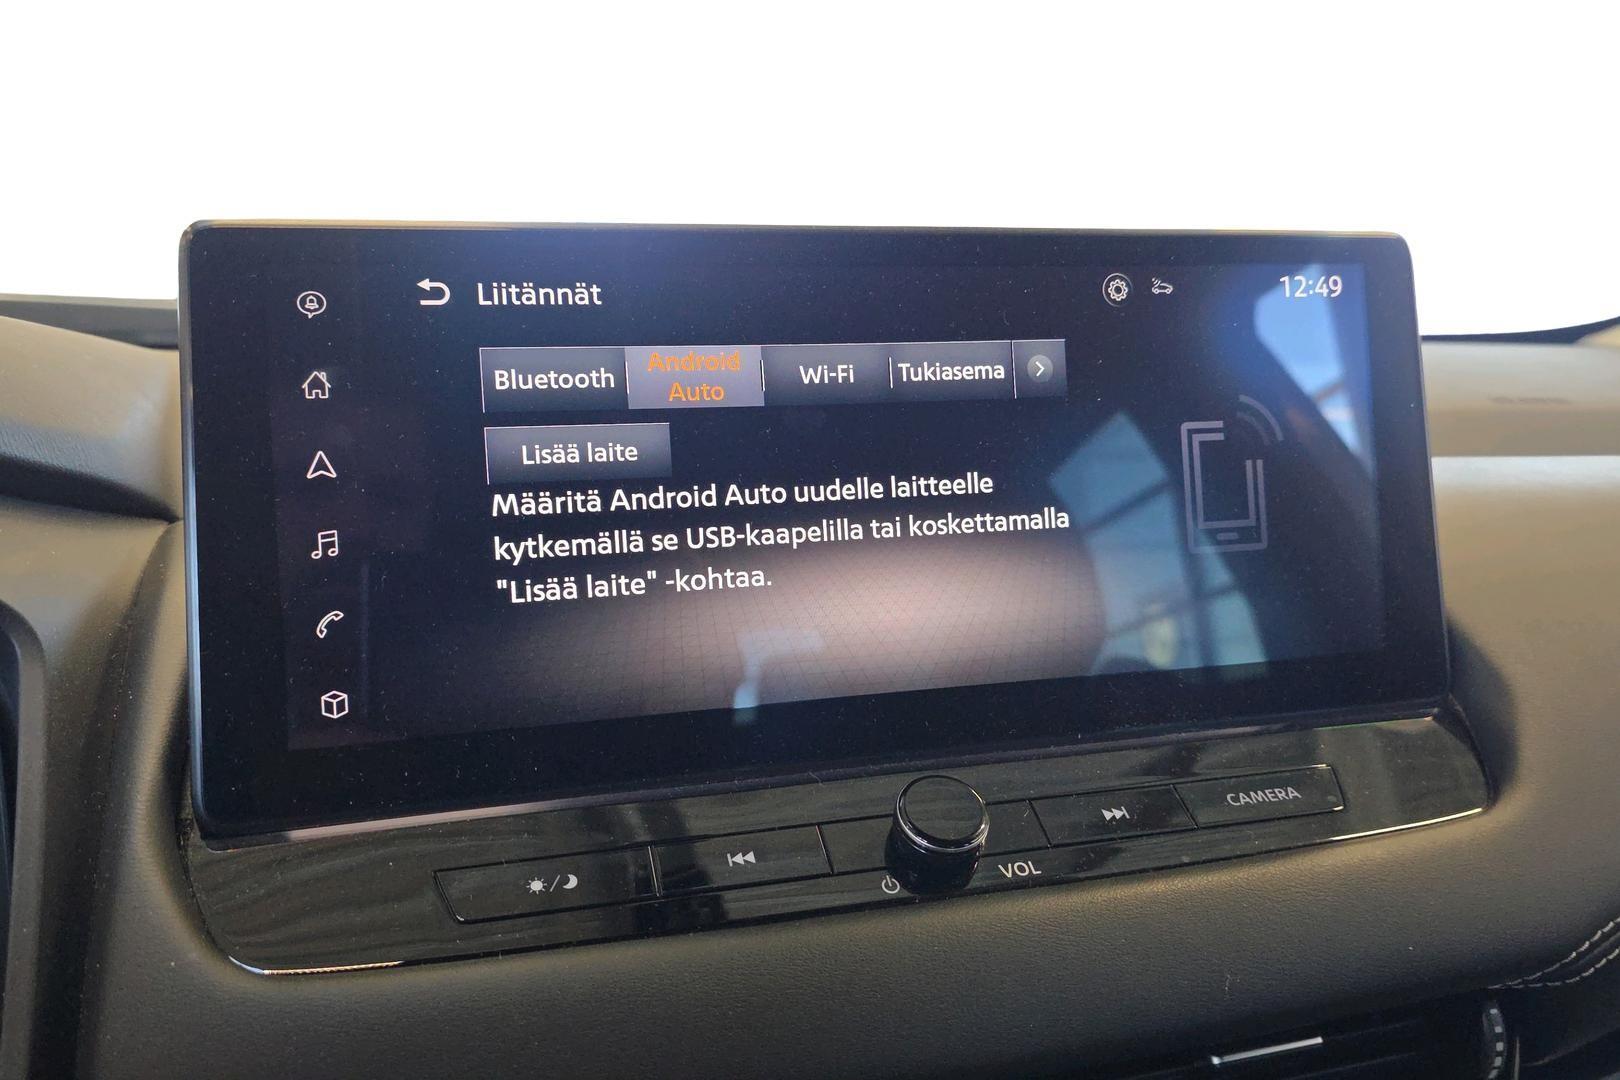 Liitännät
12:49
Bluetooth
Android
Auto
Wi-Fi
Tukiasema
Lisää laite
Määritä Android Auto uudelle laitteelle
kytkemällä se USB-kaapelilla tai koskettamalla
"Lisää laite" -kohtaa.
VOL
CAMERA